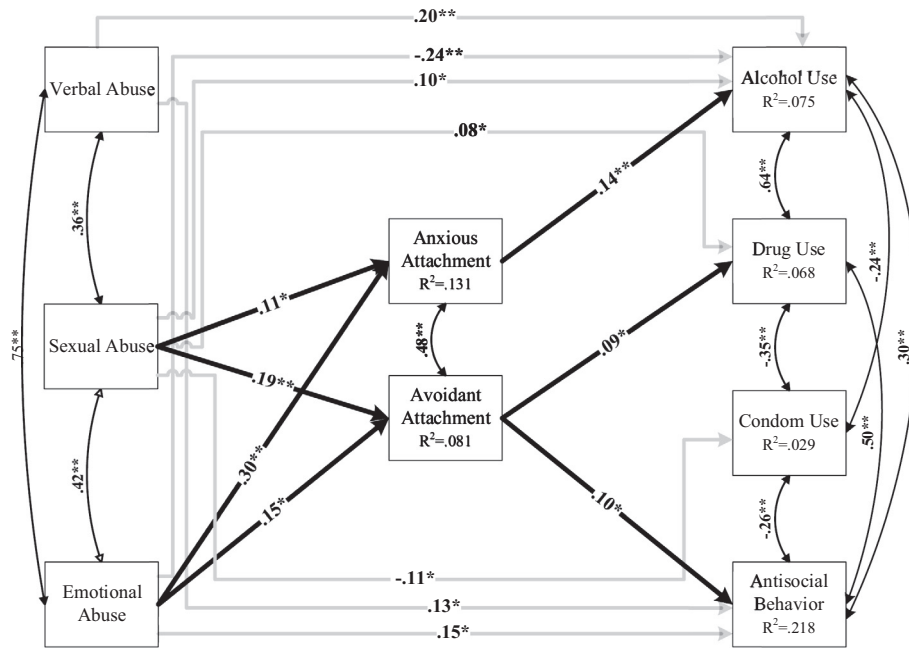 .20**
-.24**
.10*
.08*
Verbal Abuse
Alcohol Use
R²=.075
.14**
.64**
.36**
Anxious
Attachment
R²=.131
Drug Use
R²=.068
-.24**
.75**
.11*
.48**
.09*
-.35**
.30**
Sexual Abuse
.19**
Avoidant
Attachment
R²=.081
Condom Use
R²=.029
.50**
.42**
.30**
.15*
.10*
-.26**
-.11*
Emotional
Abuse
.13*
.15*
Antisocial
Behavior
R²=.218